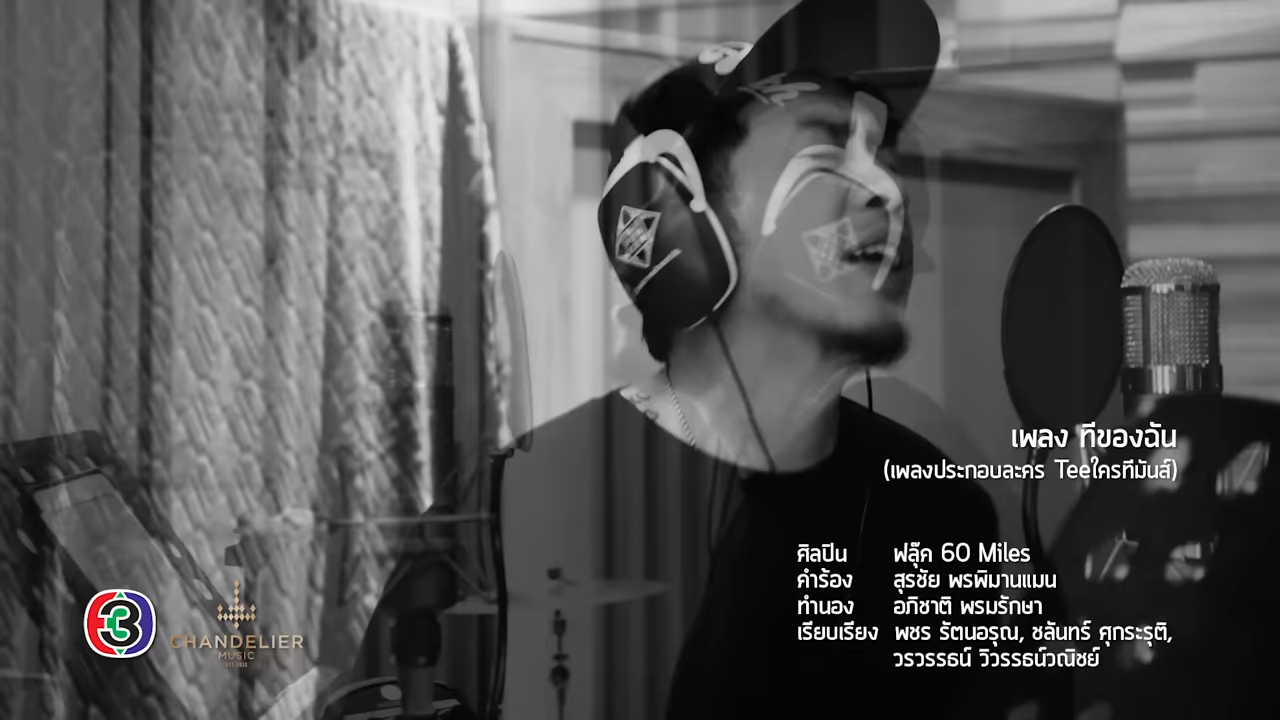 เพลง ทีของฉัน
(เพลงประกอบละคร Teeใครทีมันส์)
ศิลปิน ฟลุ๊ค 60 Miles
คำร้อง สุรชัย พรพิมานแมน
ทำนอง อภิชาติ พรมรักษา
เรียบเรียง พชร รัตนอรุณ, ชลันทร์ ศุกระรุติ,
วรวรรธน์ วิวรรธน์วณิชย์
3
CHANDELIER
MUSIC